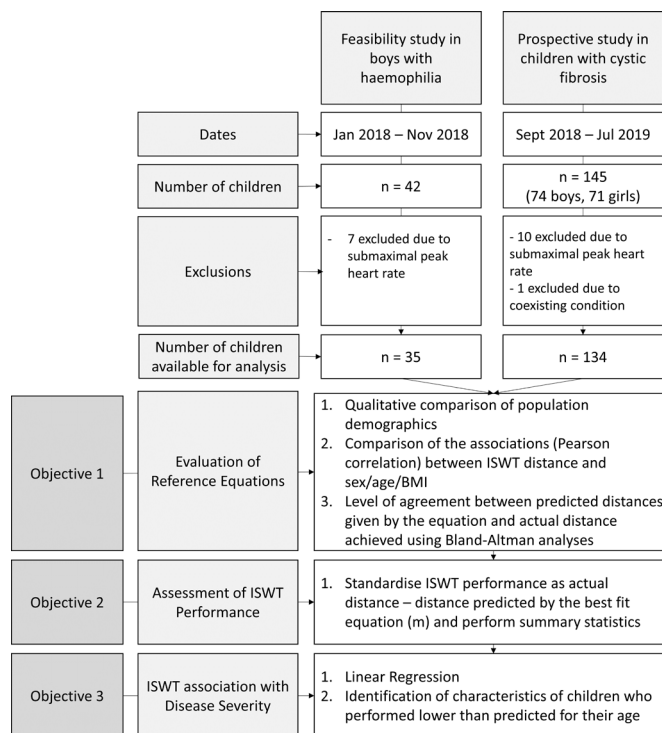 Feasibility study in
boys with
haemophilia
Prospective study in
children with cystic
fibrosis
Dates
Jan 2018 – Nov 2018
Sept 2018 – Jul 2019
Number of children
n = 42
n = 145
(74 boys, 71 girls)
Exclusions
- 7 excluded due to
submaximal peak
heart rate
- 10 excluded due to
submaximal peak heart
rate
- 1 excluded due to
coexisting condition
Number of children
available for analysis
n = 35
n = 134
Objective 1
Evaluation of
Reference Equations
1. Qualitative comparison of population
demographics
2. Comparison of the associations (Pearson
correlation) between ISWT distance and
sex/age/BMI
3. Level of agreement between predicted distances
given by the equation and actual distance
achieved using Bland-Altman analyses
Objective 2
Assessment of ISWT
Performance
1. Standardise ISWT performance as actual
distance – distance predicted by the best fit
equation (m) and perform summary statistics
Objective 3
ISWT association with
Disease Severity
1. Linear Regression
2. Identification of characteristics of children who
performed lower than predicted for their age